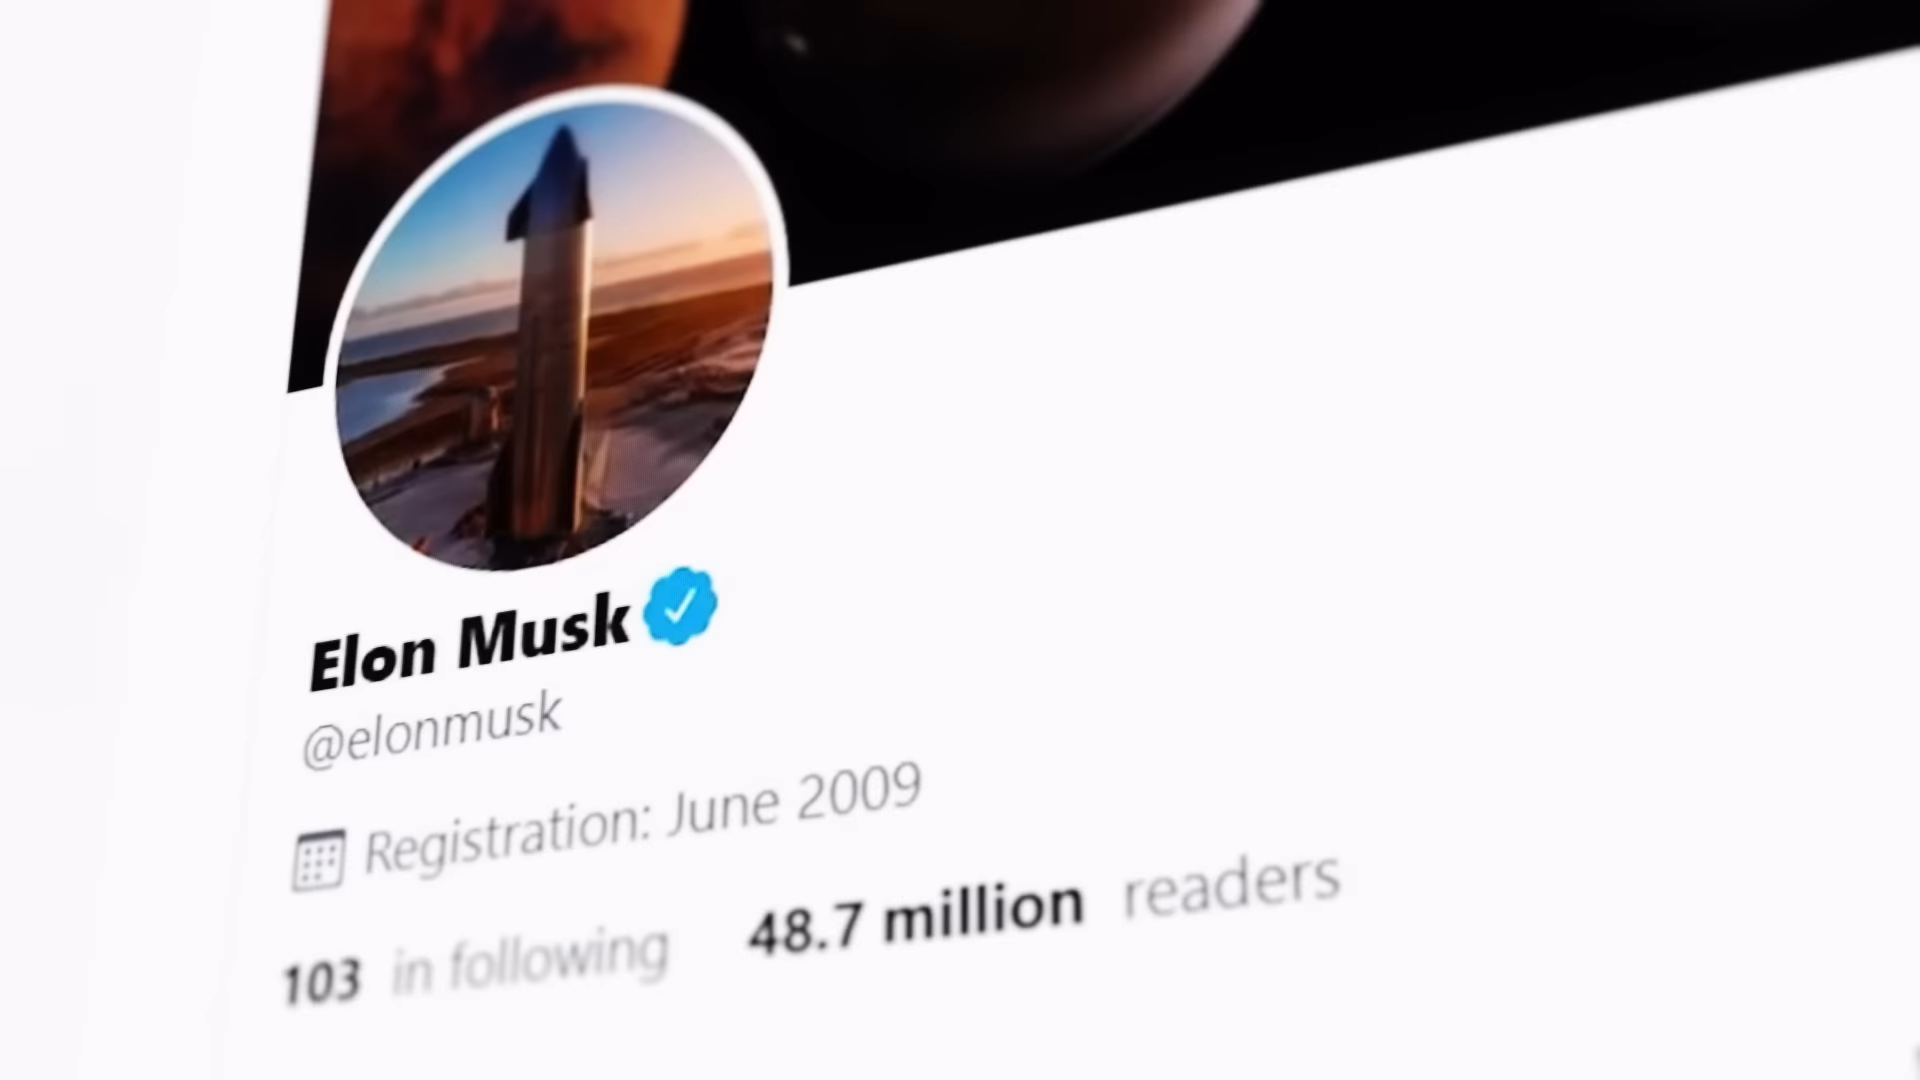 Elon Musk
@elonmusk
Registration: June 2009
103 in following 48.7 million readers